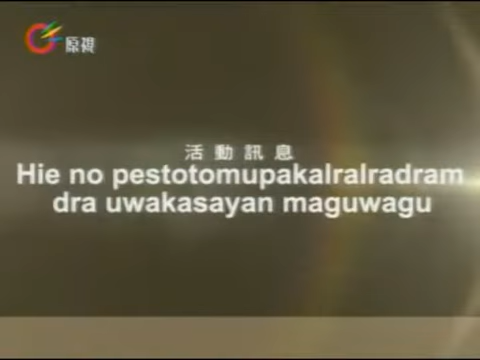 原視
活動訊息
Hie no pestotomupakalralradram
dra uwakasayan maguwagu